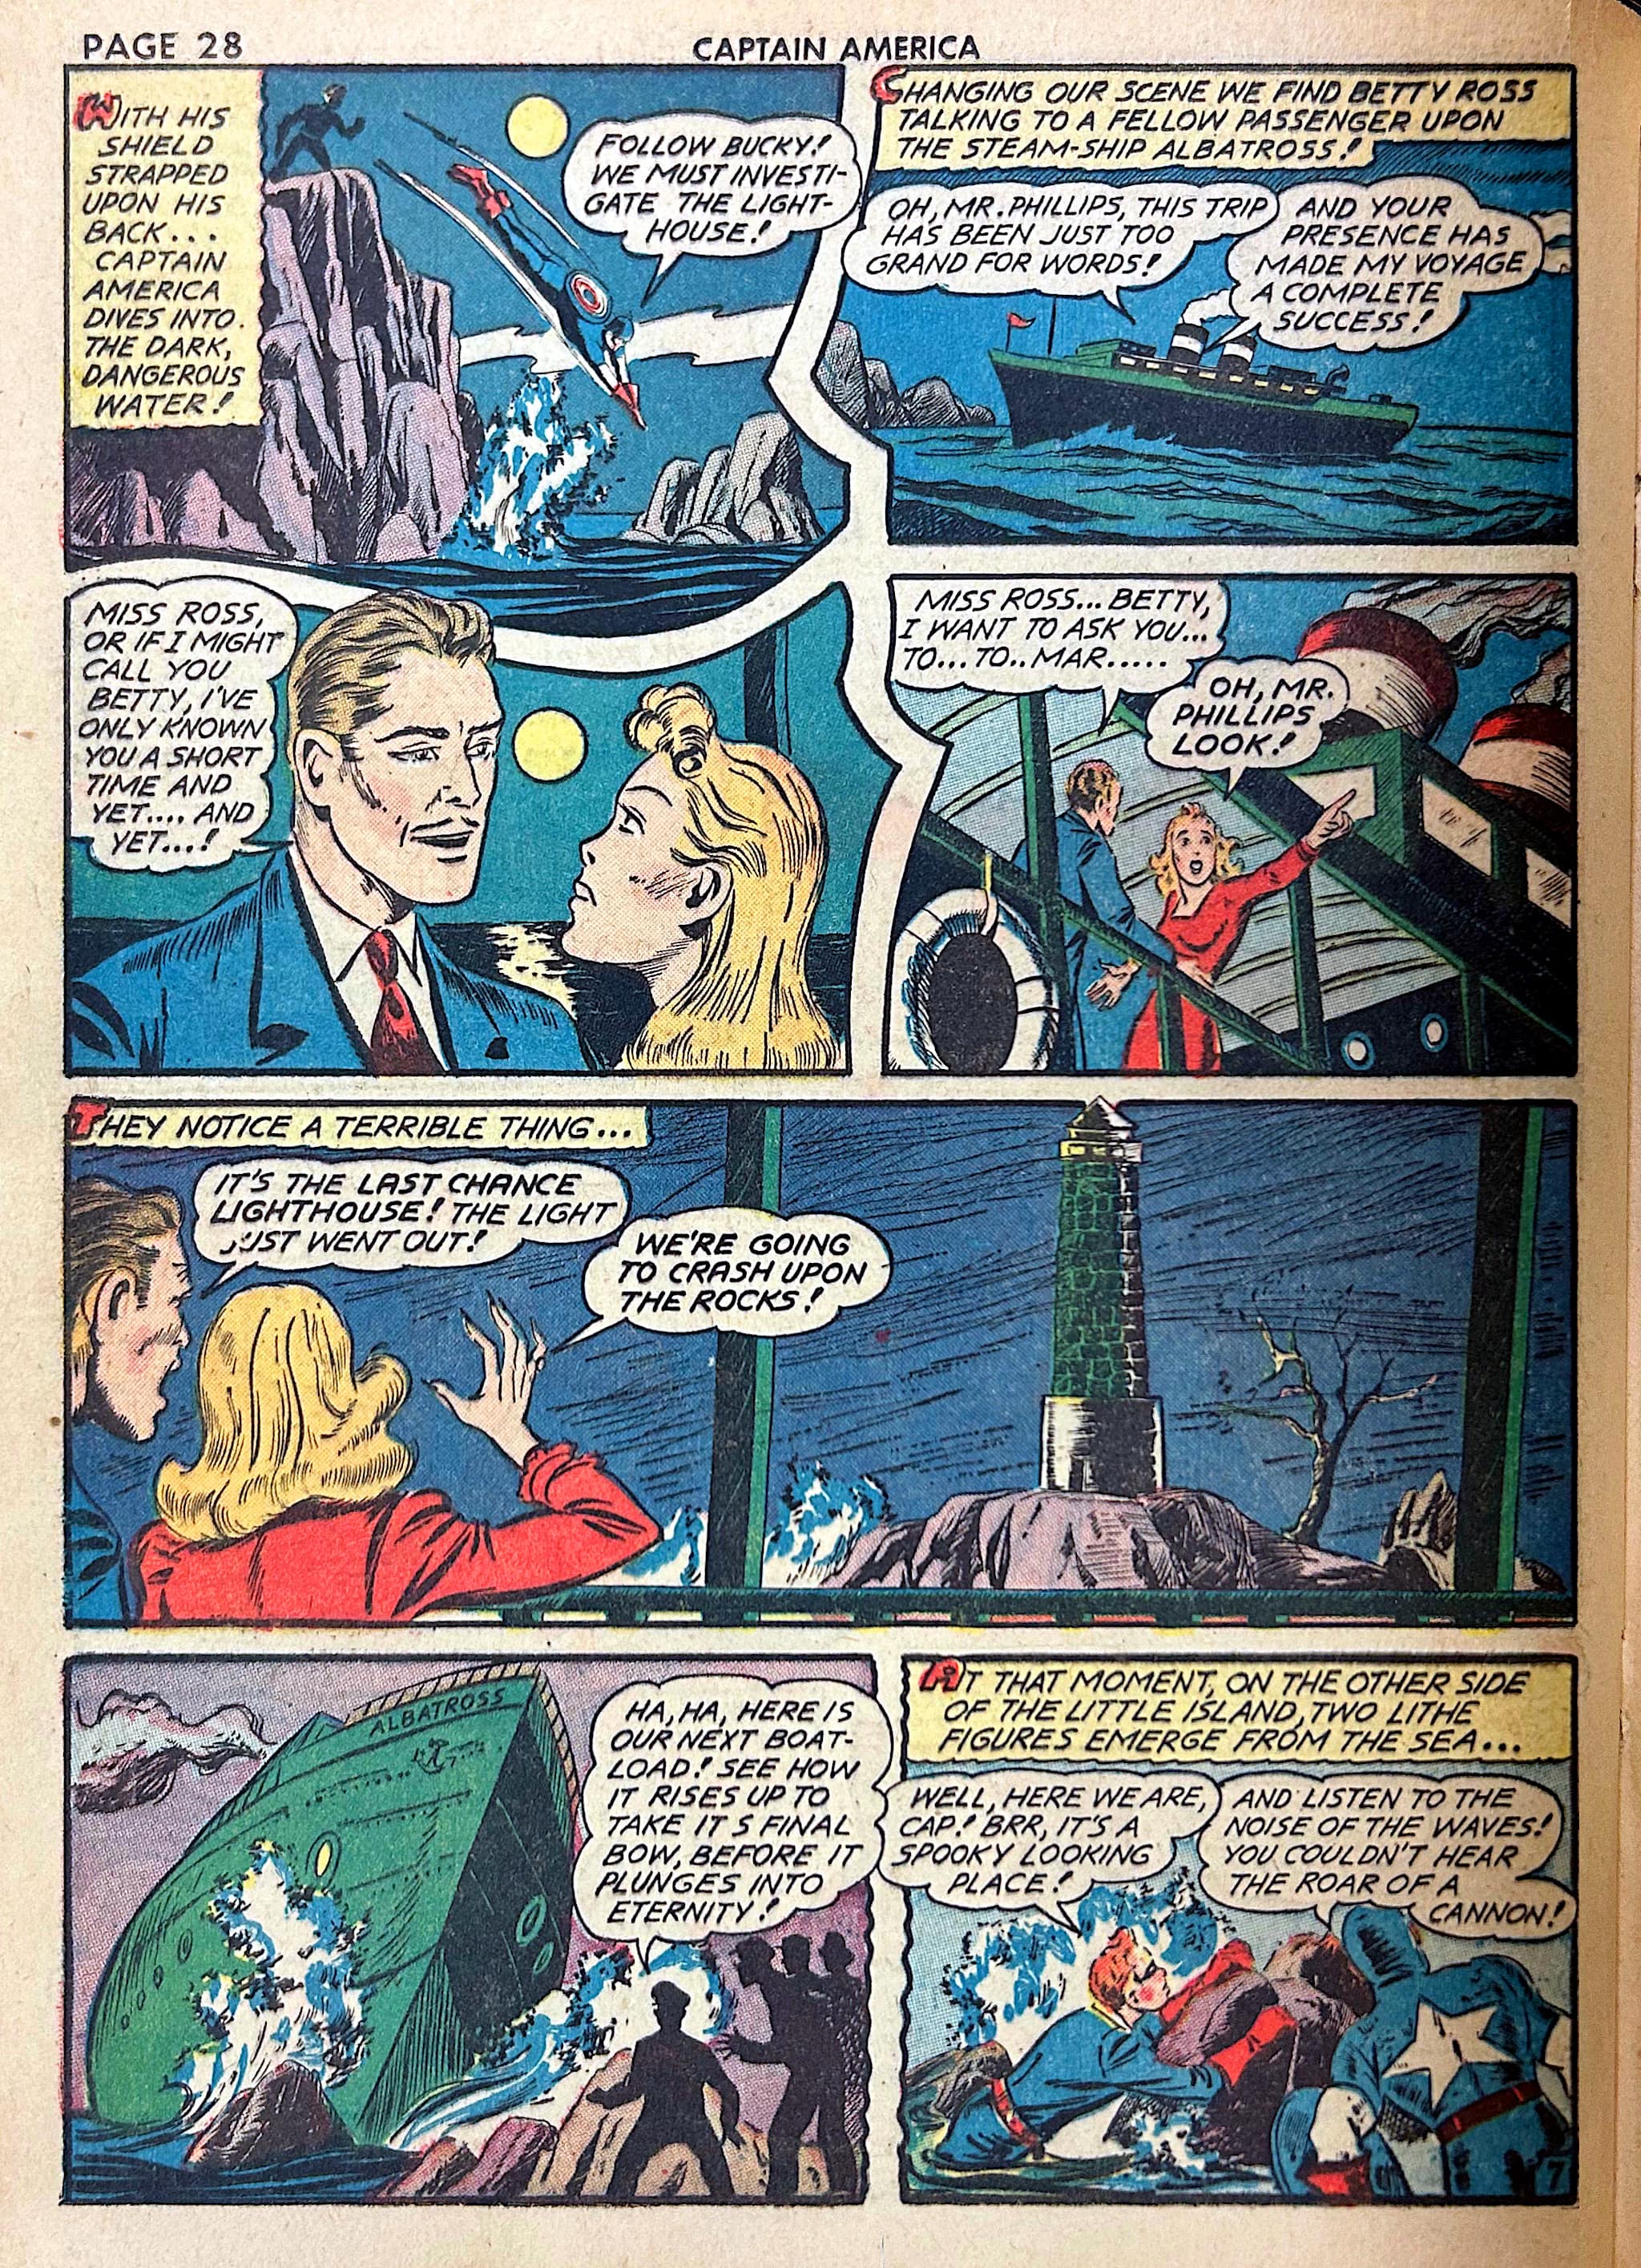 PAGE 28
CAPTAIN AMERICA
WITH HIS
SHIELD
STRAPPED
UPON HIS
BACK...
CAPTAIN
AMERICA
DIVES INTO
THE DARK,
DANGEROUS
WATER!
FOLLOW BUCKY!
WE MUST INVESTI-
GATE THE LIGHT-
HOUSE!
CHANGING OUR SCENE WE FIND BETTY ROSS
TALKING TO A FELLOW PASSENGER UPON
THE STEAM-SHIP ALBATROSS!
OH, MR. PHILLIPS, THIS TRIP
HAS BEEN JUST TOO
GRAND FOR WORDS!
AND YOUR
PRESENCE HAS
MADE MY VOYAGE
A COMPLETE
SUCCESS!
MISS ROSS,
OR IF I MIGHT
CALL YOU
BETTY, I'VE
ONLY KNOWN
YOU A SHORT
TIME AND
YET.... AND
YET...!
MISS ROSS... BETTY,
I WANT TO ASK YOU...
TO... TO.. MAR.....
OH, MR.
PHILLIPS
LOOK!
THEY NOTICE A TERRIBLE THING...
IT'S THE LAST CHANCE
LIGHTHOUSE! THE LIGHT
JUST WENT OUT!
WE'RE GOING
TO CRASH UPON
THE ROCKS!
ALBATROSS
HA, HA, HERE IS
OUR NEXT BOAT-
LOAD! SEE HOW
IT RISES UP TO
TAKE IT S FINAL
BOW, BEFORE IT
PLUNGES INTO
ETERNITY!
AT THAT MOMENT, ON THE OTHER SIDE
OF THE LITTLE ISLAND, TWO LITHE
FIGURES EMERGE FROM THE SEA...
WELL, HERE WE ARE,
CAP! BRR, IT'S A
SPOOKY LOOKING
PLACE!
AND LISTEN TO THE
NOISE OF THE WAVES!
YOU COULDN'T HEAR
THE ROAR OF A
CANNON!
7